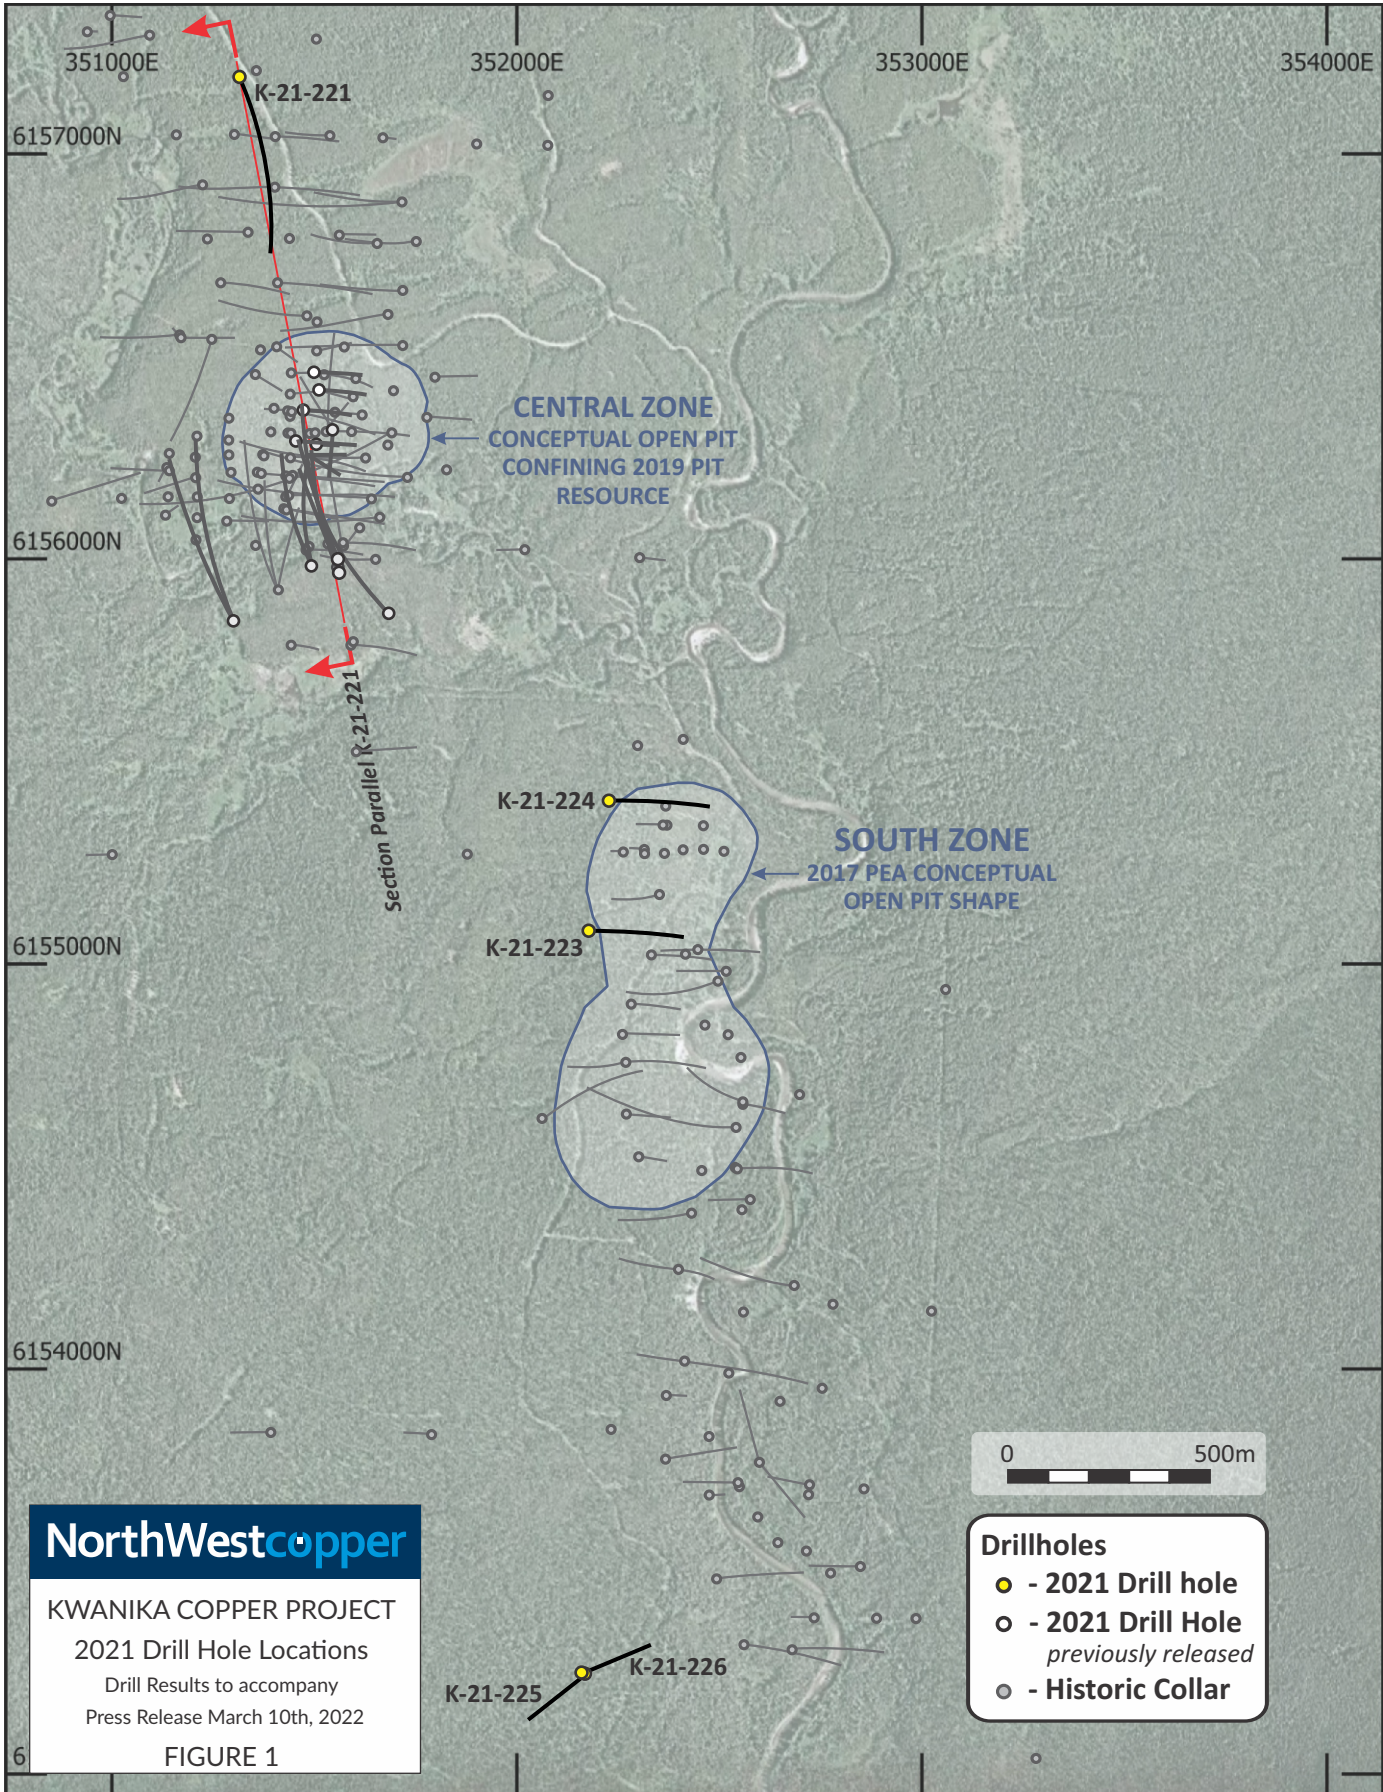 351000E
352000E
353000E
354000E
K-21-221
6157000N
CENTRAL ZONE
CONCEPTUAL OPEN PIT
CONFINING 2019 PIT
RESOURCE
6156000N
Section Parallel K-21-221
K-21-224
SOUTH ZONE
2017 PEA CONCEPTUAL
OPEN PIT SHAPE
K-21-223
6155000N
6154000N
0 500m
NorthWestcopper
KWANIKA COPPER PROJECT
2021 Drill Hole Locations
Drill Results to accompany
Press Release March 10th, 2022
FIGURE 1
6
K-21-226
K-21-225
Drillholes
- 2021 Drill hole
- 2021 Drill Hole
previously released
- Historic Collar